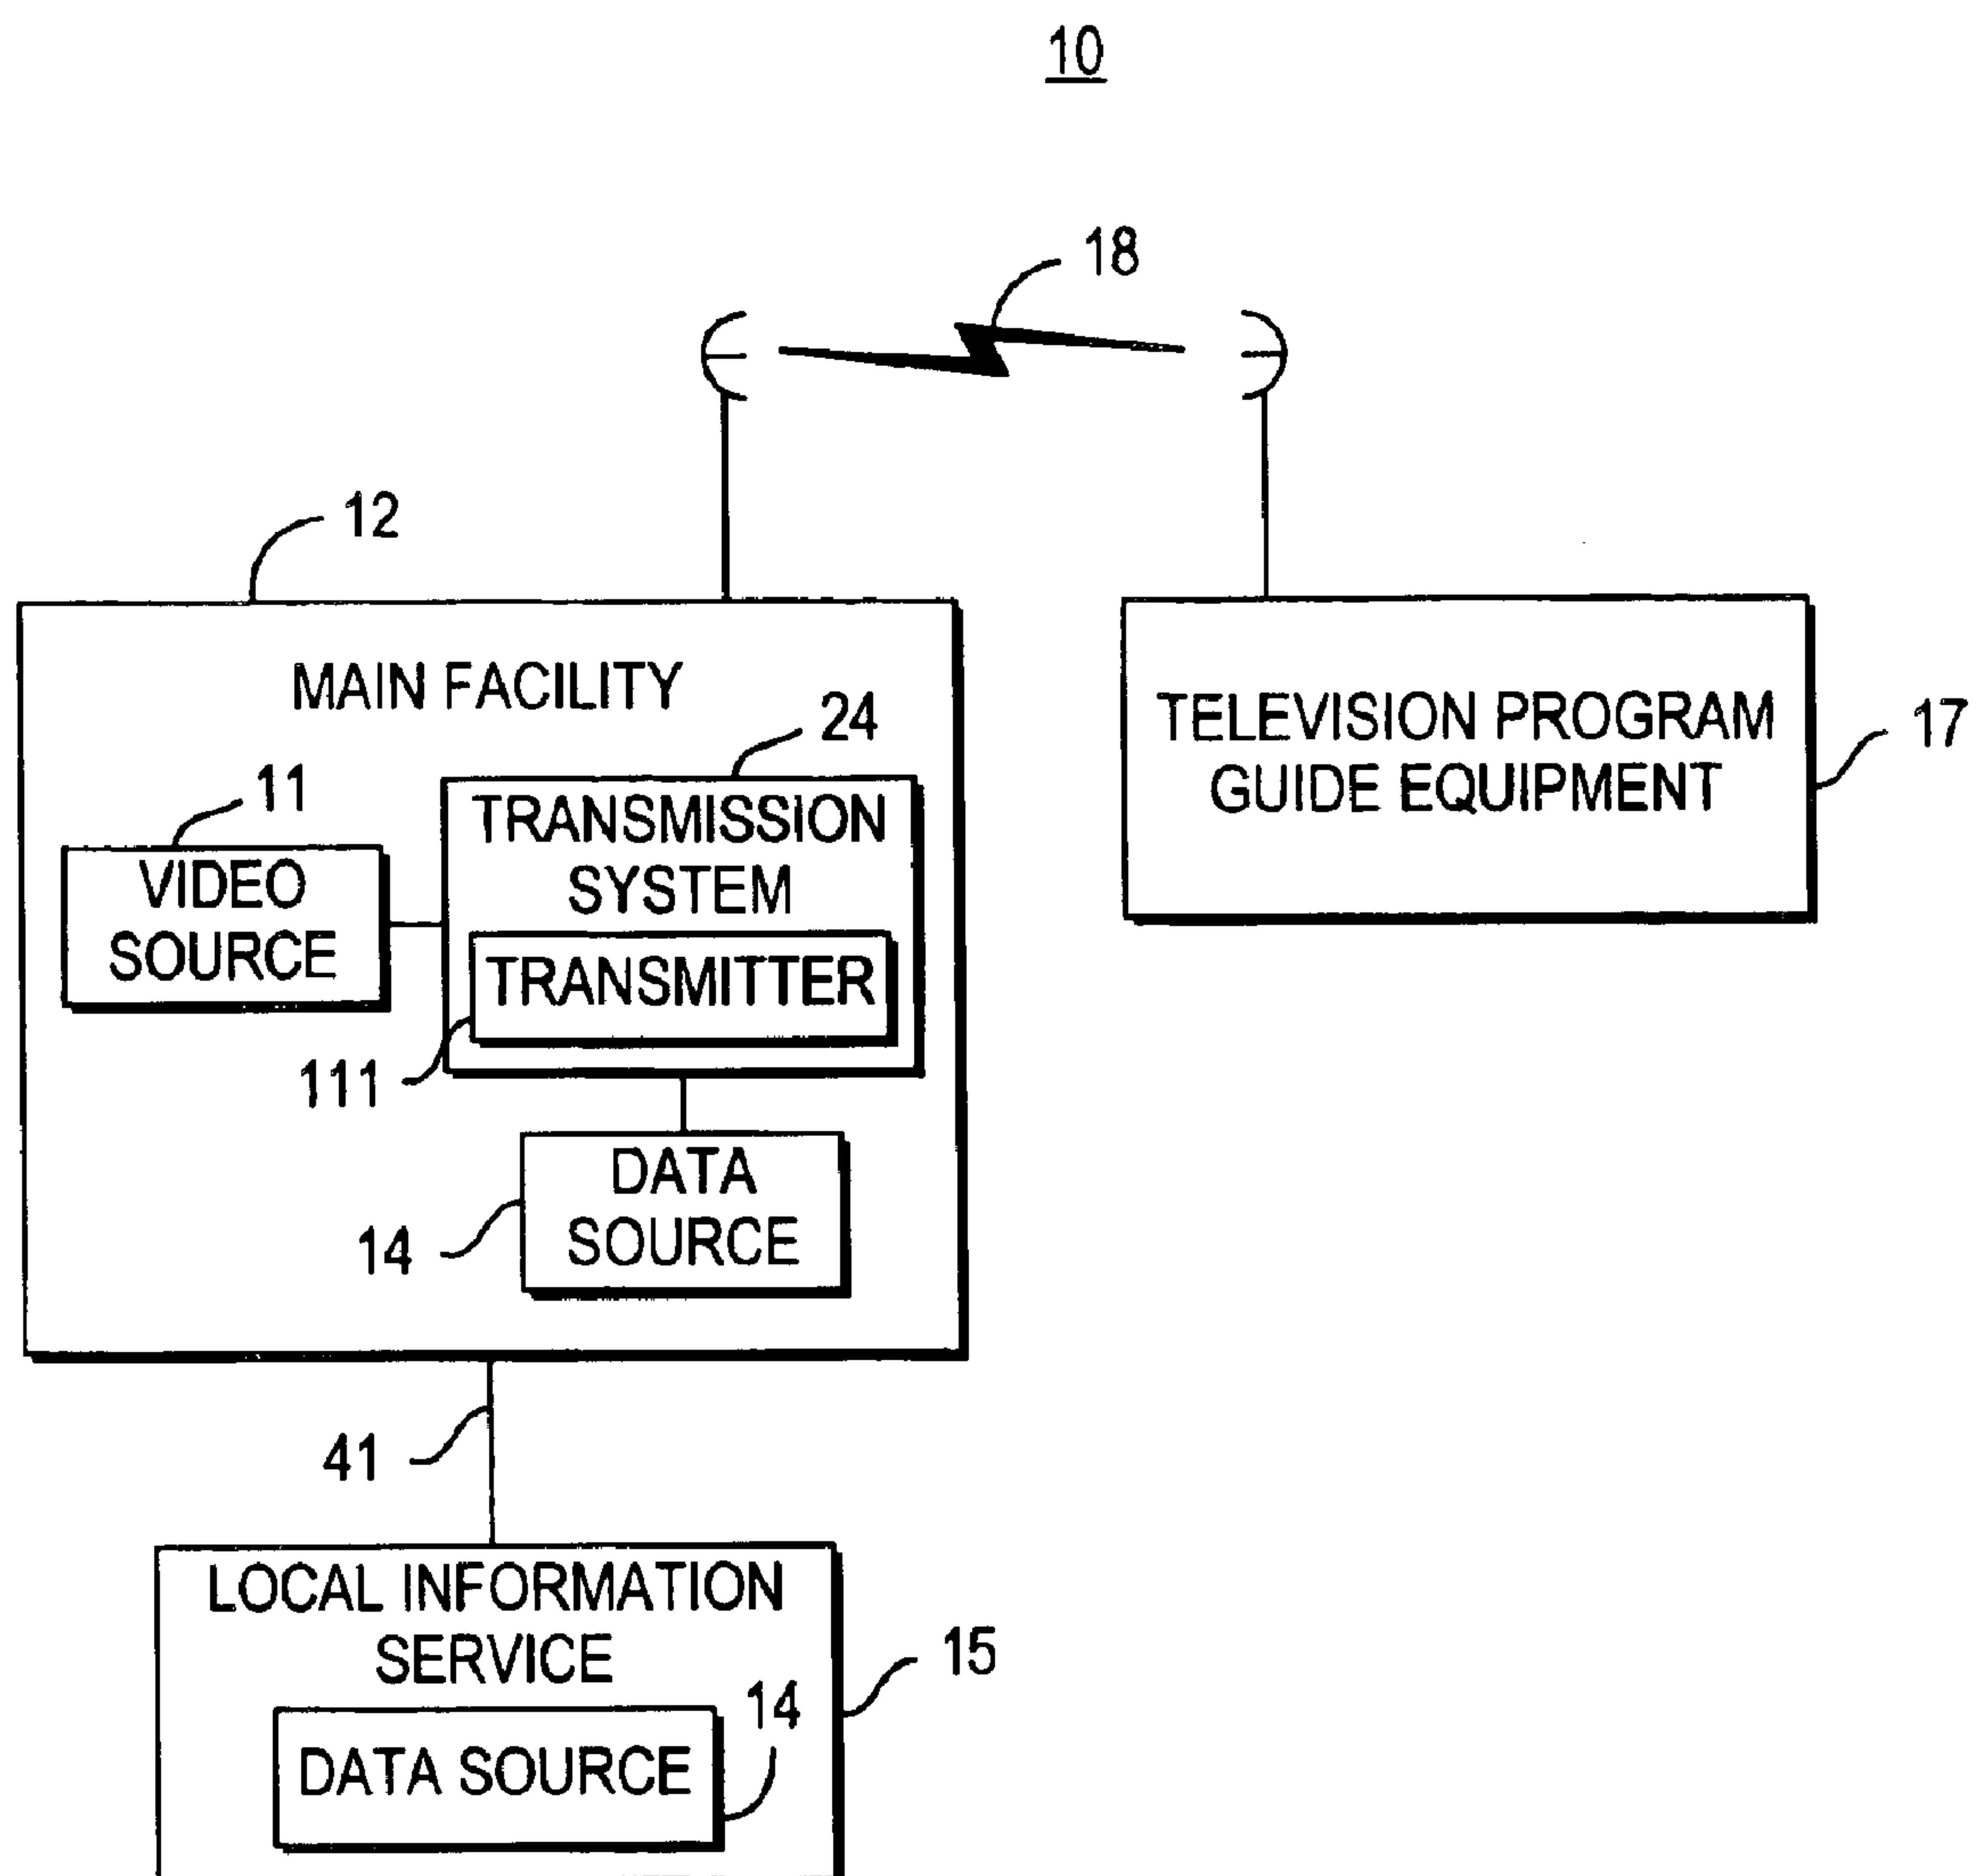 10
18
12
MAIN FACILITY
24
11
TRANSMISSION
SYSTEM
VIDEO
SOURCE
TRANSMITTER
111
DATA
SOURCE
14
TELEVISION PROGRAM
GUIDE EQUIPMENT
17
41
LOCAL INFORMATION
SERVICE
15
14
DATA SOURCE